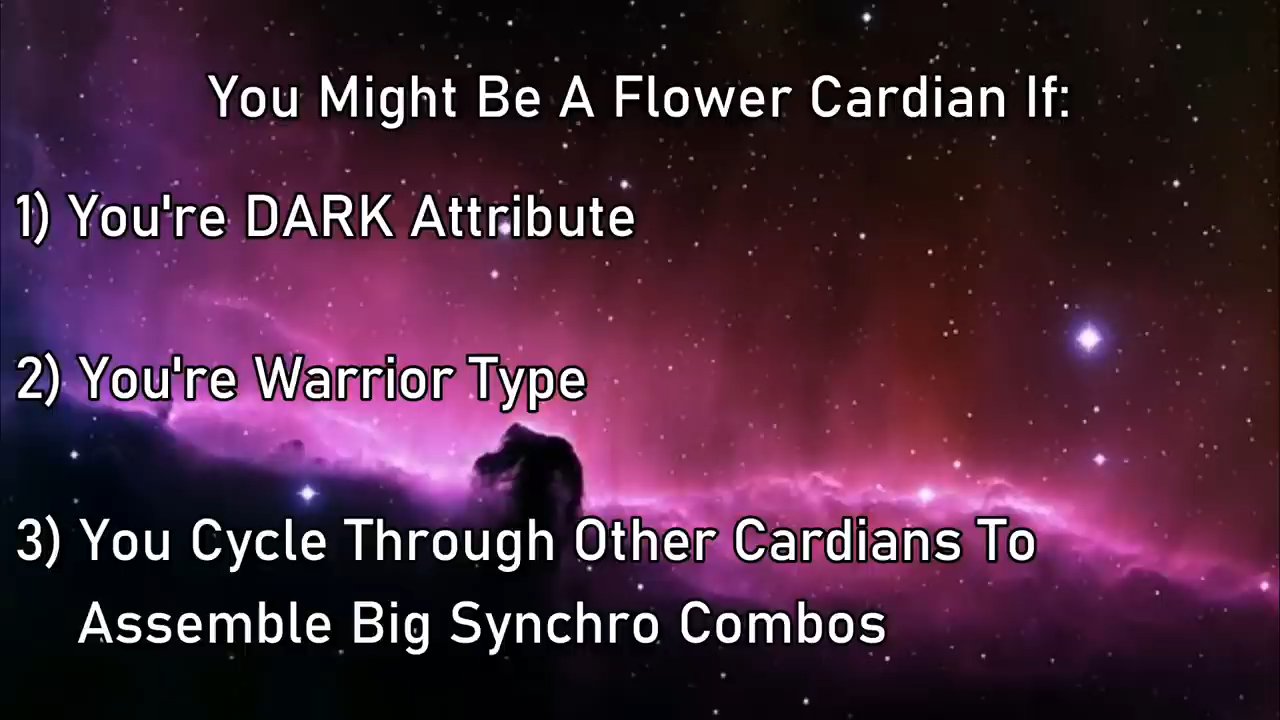 You Might Be A Flower Cardian If:
1) You're DARK Attribute
2) You're Warrior Type
3) You Cycle Through Other Cardians To
Assemble Big Synchro Combos